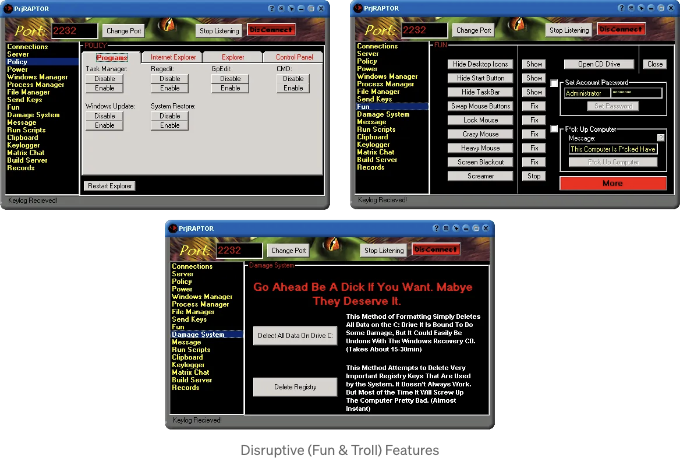 PrjRAPTOR
Port: 2232 Change Port Stop Listening DisConnect
Connections
Server
Policy
Power
Windows Manager
Process Manager
File Manager
Send Keys
Fun
Damage System
Message
Run Scripts
Clipboard
Keylogger
Matrix Chat
Build Server
Records
POLICY
Programs Internet Explorer Explorer Control Panel
Task Manager: Regedit: GpEdit: CMD:
Disable Disable Disable Disable
Enable Enable Enable Enable
Windows Update: System Restore:
Disable Disable
Enable Enable
Restart Explorer
Keylog Recieved!
PrjRAPTOR
Port: 2232 Change Port Stop Listening DisConnect
Connections
Server
Policy
Power
Windows Manager
Process Manager
File Manager
Send Keys
Fun
Damage System
Message
Run Scripts
Clipboard
Keylogger
Matrix Chat
Build Server
Records
FUN
Hide Desktop Icons Show
Hide Start Button Show
Hide TaskBar Show
Swap Mouse Buttons Fix
Lock Mouse Fix
Crazy Mouse Fix
Heavy Mouse Fix
Screen Blackout Fix
Screamer Stop
Open CD Drive Close
Set Account Password
Administrator
Set Password
F*ck Up Computer
Message:
This Computer Is F*cked Have
F*ck Up Computer
More
Keylog Recieved!
PrjRAPTOR
Port: 2232 Change Port Stop Listening DisConnect
Connections
Server
Policy
Power
Windows Manager
Process Manager
File Manager
Send Keys
Fun
Damage System
Message
Run Scripts
Clipboard
Keylogger
Matrix Chat
Build Server
Records
Damage System
Go Ahead Be A Dick If You Want. Mabye
They Deserve It.
Delect All Data On Drive C:
This Method of Formatting Simply Deletes
All Data on the C: Drive It Is Bound To Do
Some Damage, But It Could Easily Be
Undone With The Windows Recovery CD.
(Takes About 15-30min)
Delete Registry
This Method Attempts to Delete Very
Important Registry Keys That Are Used
by the System. It Doesn't Always Work.
But Most of the Time It Will Screw Up
The Computer Pretty Bad. (Almost
Instant)
Keylog Recieved!
Disruptive (Fun & Troll) Features